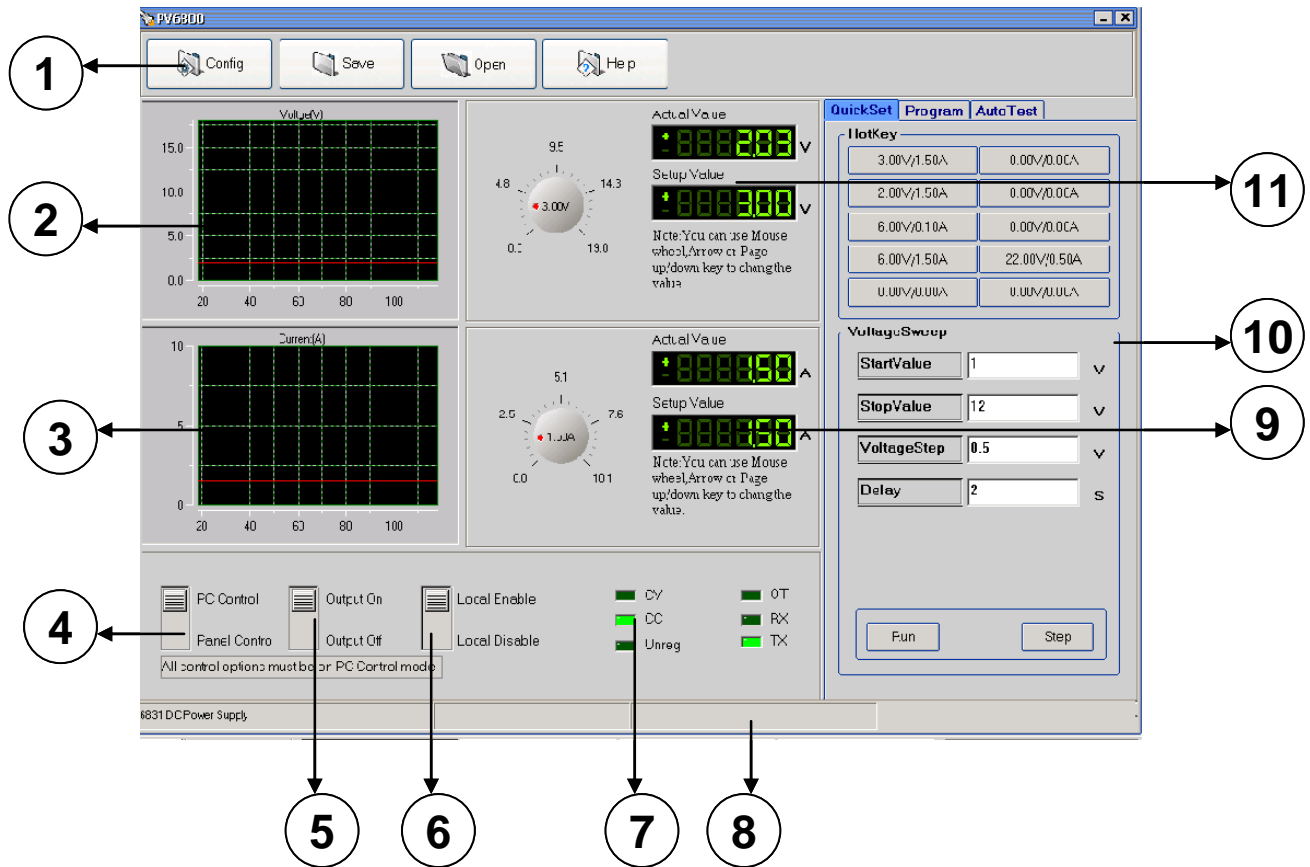 PV6800
Config Save Open Help
1
Voltge(V)
15.0
10.0
5.0
0.0
20 40 60 80 100
2
9.5
4.8 14.3
3.00V
0.0 19.0
Actual Value
2.03 V
Setup Value
3.00 V
Note:You can use Mouse
wheel,Arrow or Page
up/down key to chang the
value
11
QuickSet Program AutoTest
HotKey
3.00V/1.50A 0.00V/0.00A
2.00V/1.50A 0.00V/0.00A
6.00V/0.10A 0.00V/0.00A
6.00V/1.50A 22.00V/0.50A
0.00V/0.00A 0.00V/0.00A
Current(A)
10
5
0
20 40 60 80 100
3
5.1
2.5 7.6
0.0 10.1
Actual Value
1.50 A
Setup Value
1.50 A
Note:You can use Mouse
wheel,Arrow or Page
up/down key to chang the
value.
9
VoltageSweep
10
StartValue 1 V
StopValue 12 V
VoltageStep 0.5 V
Delay 2 S
Run Step
4
PC Control
Panel Control
Output On
Output Off
Local Enable
Local Disable
All control options must be on PC Control mode
CV OT
CC RX
Unreg TX
6831 DC Power Supply
5 6 7 8